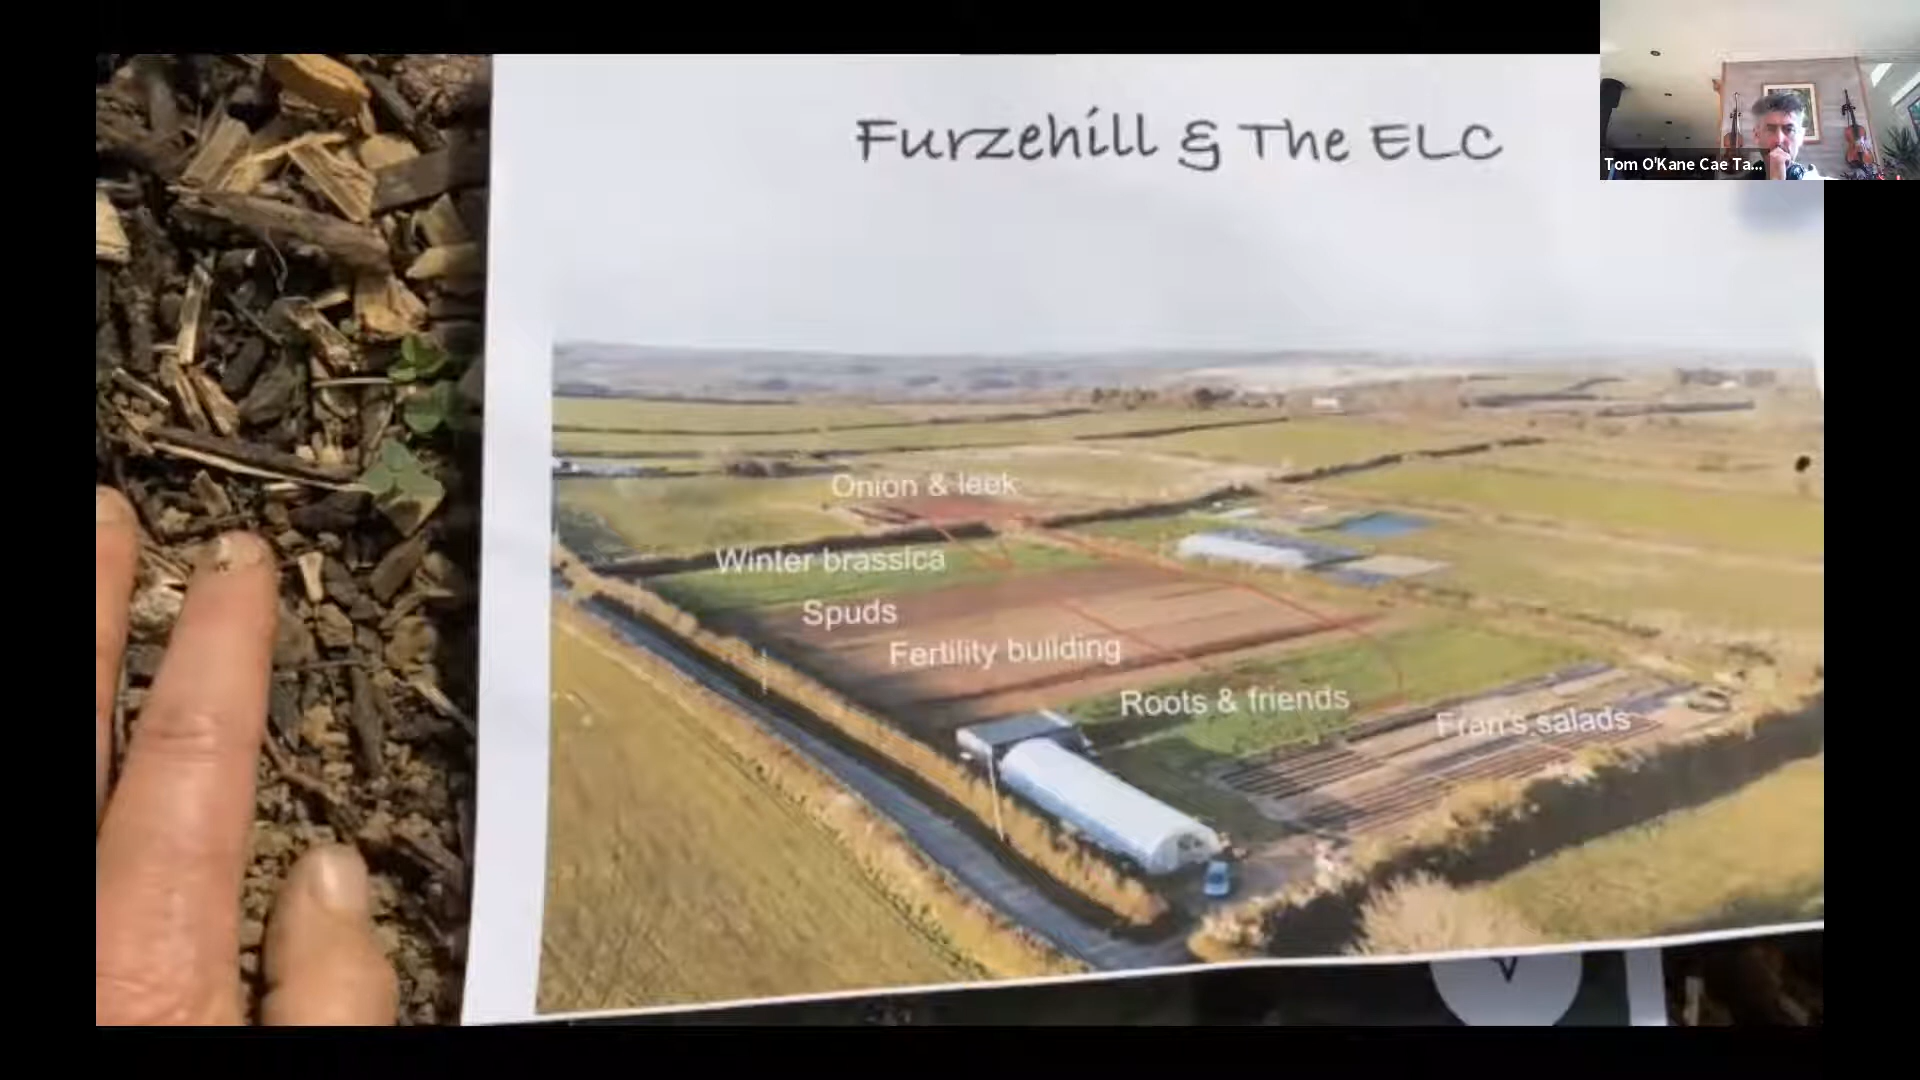 Furzehill & The ELC
Tom O'Kane Cae Ta...
Onion & leek
Winter brassica
Spuds
Fertility building
Roots & friends
Fran's salads